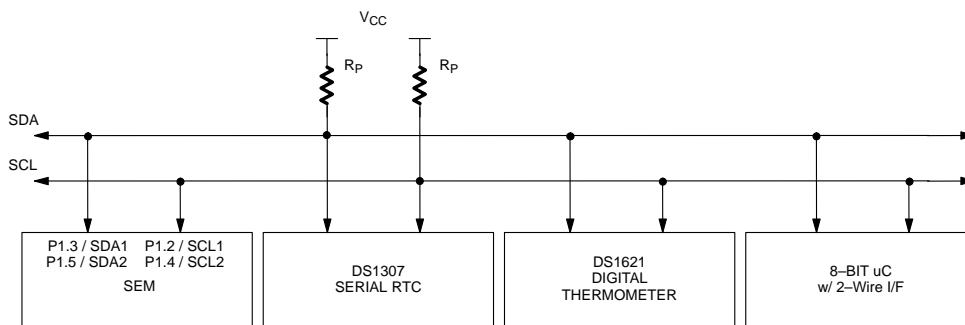 VCC
RP RP
SDA
SCL
P1.3 / SDA1 P1.2 / SCL1
P1.5 / SDA2 P1.4 / SCL2
SEM
DS1307
SERIAL RTC
DS1621
DIGITAL
THERMOMETER
8–BIT uC
w/ 2–Wire I/F